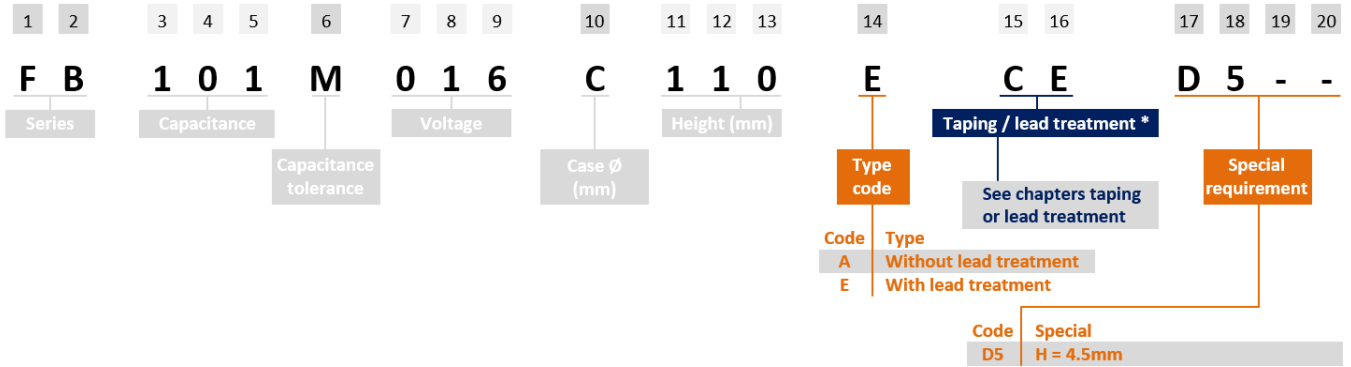 1 2 3 4 5 6 7 8 9 10 11 12 13 14 15 16 17 18 19 20
F B 1 0 1 M 0 1 6 C 1 1 0 E C E D 5 - -
Series Capacitance Voltage Height (mm) Taping / lead treatment *
Capacitance
tolerance
Case Ø
(mm)
Type
code
See chapters taping
or lead treatment
Special
requirement
Code Type
A Without lead treatment
E With lead treatment
Code Special
D5 H = 4.5mm